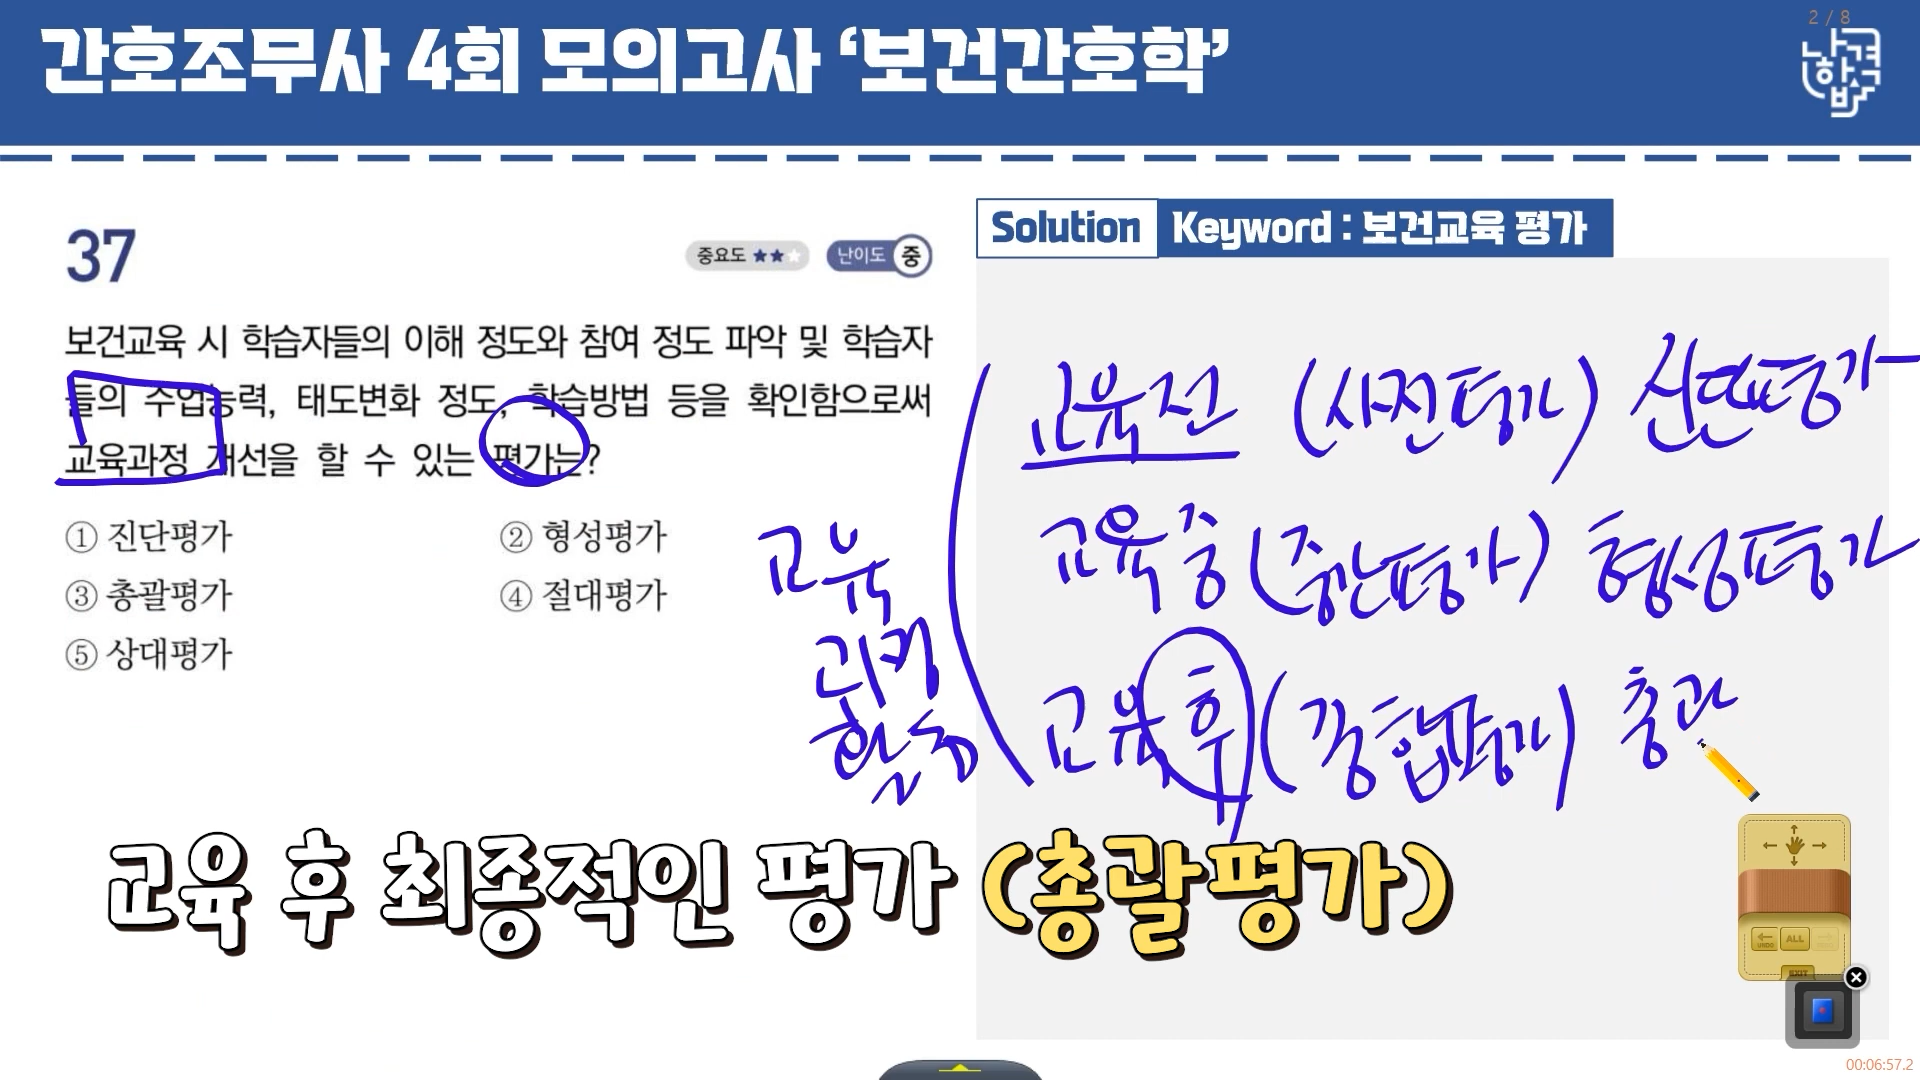 2 / 8
간호조무사 4회 모의고사 ‘보건간호학’
합격
37
중요도 ★★★ 난이도 중
보건교육 시 학습자들의 이해 정도와 참여 정도 파악 및 학습자
들의 수업능력, 태도변화 정도, 학습방법 등을 확인함으로써
교육과정 개선을 할 수 있는 평가는?
① 진단평가 ② 형성평가
③ 총괄평가 ④ 절대평가
⑤ 상대평가
Solution Keyword : 보건교육 평가
교육
활동
교육전 (사전평가) 진단평가
교육중 (중간평가) 형성평가
교육 후 (종합평가) 총과
교육 후 최종적인 평가 (총괄평가)
UNDO ALL
EXIT
00:06:57.2